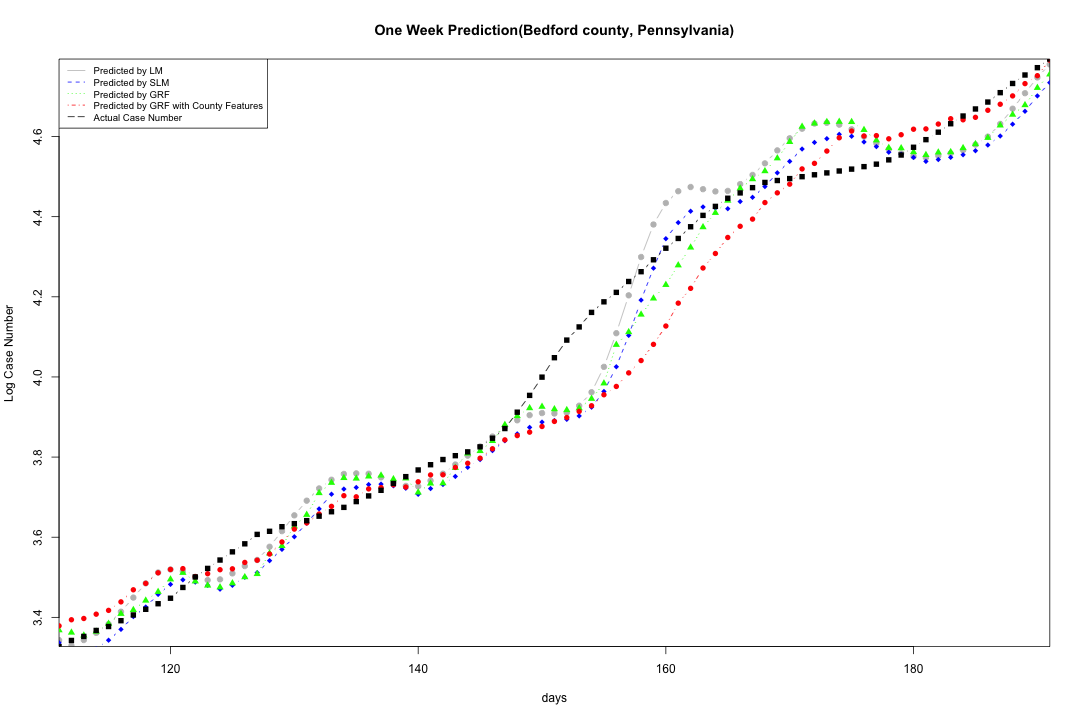 One Week Prediction(Bedford county, Pennsylvania)
Predicted by LM
Predicted by SLM
Predicted by GRF
Predicted by GRF with County Features
Actual Case Number
Log Case Number
4.6
4.4
4.2
4.0
3.8
3.6
3.4
120 140 160 180
days